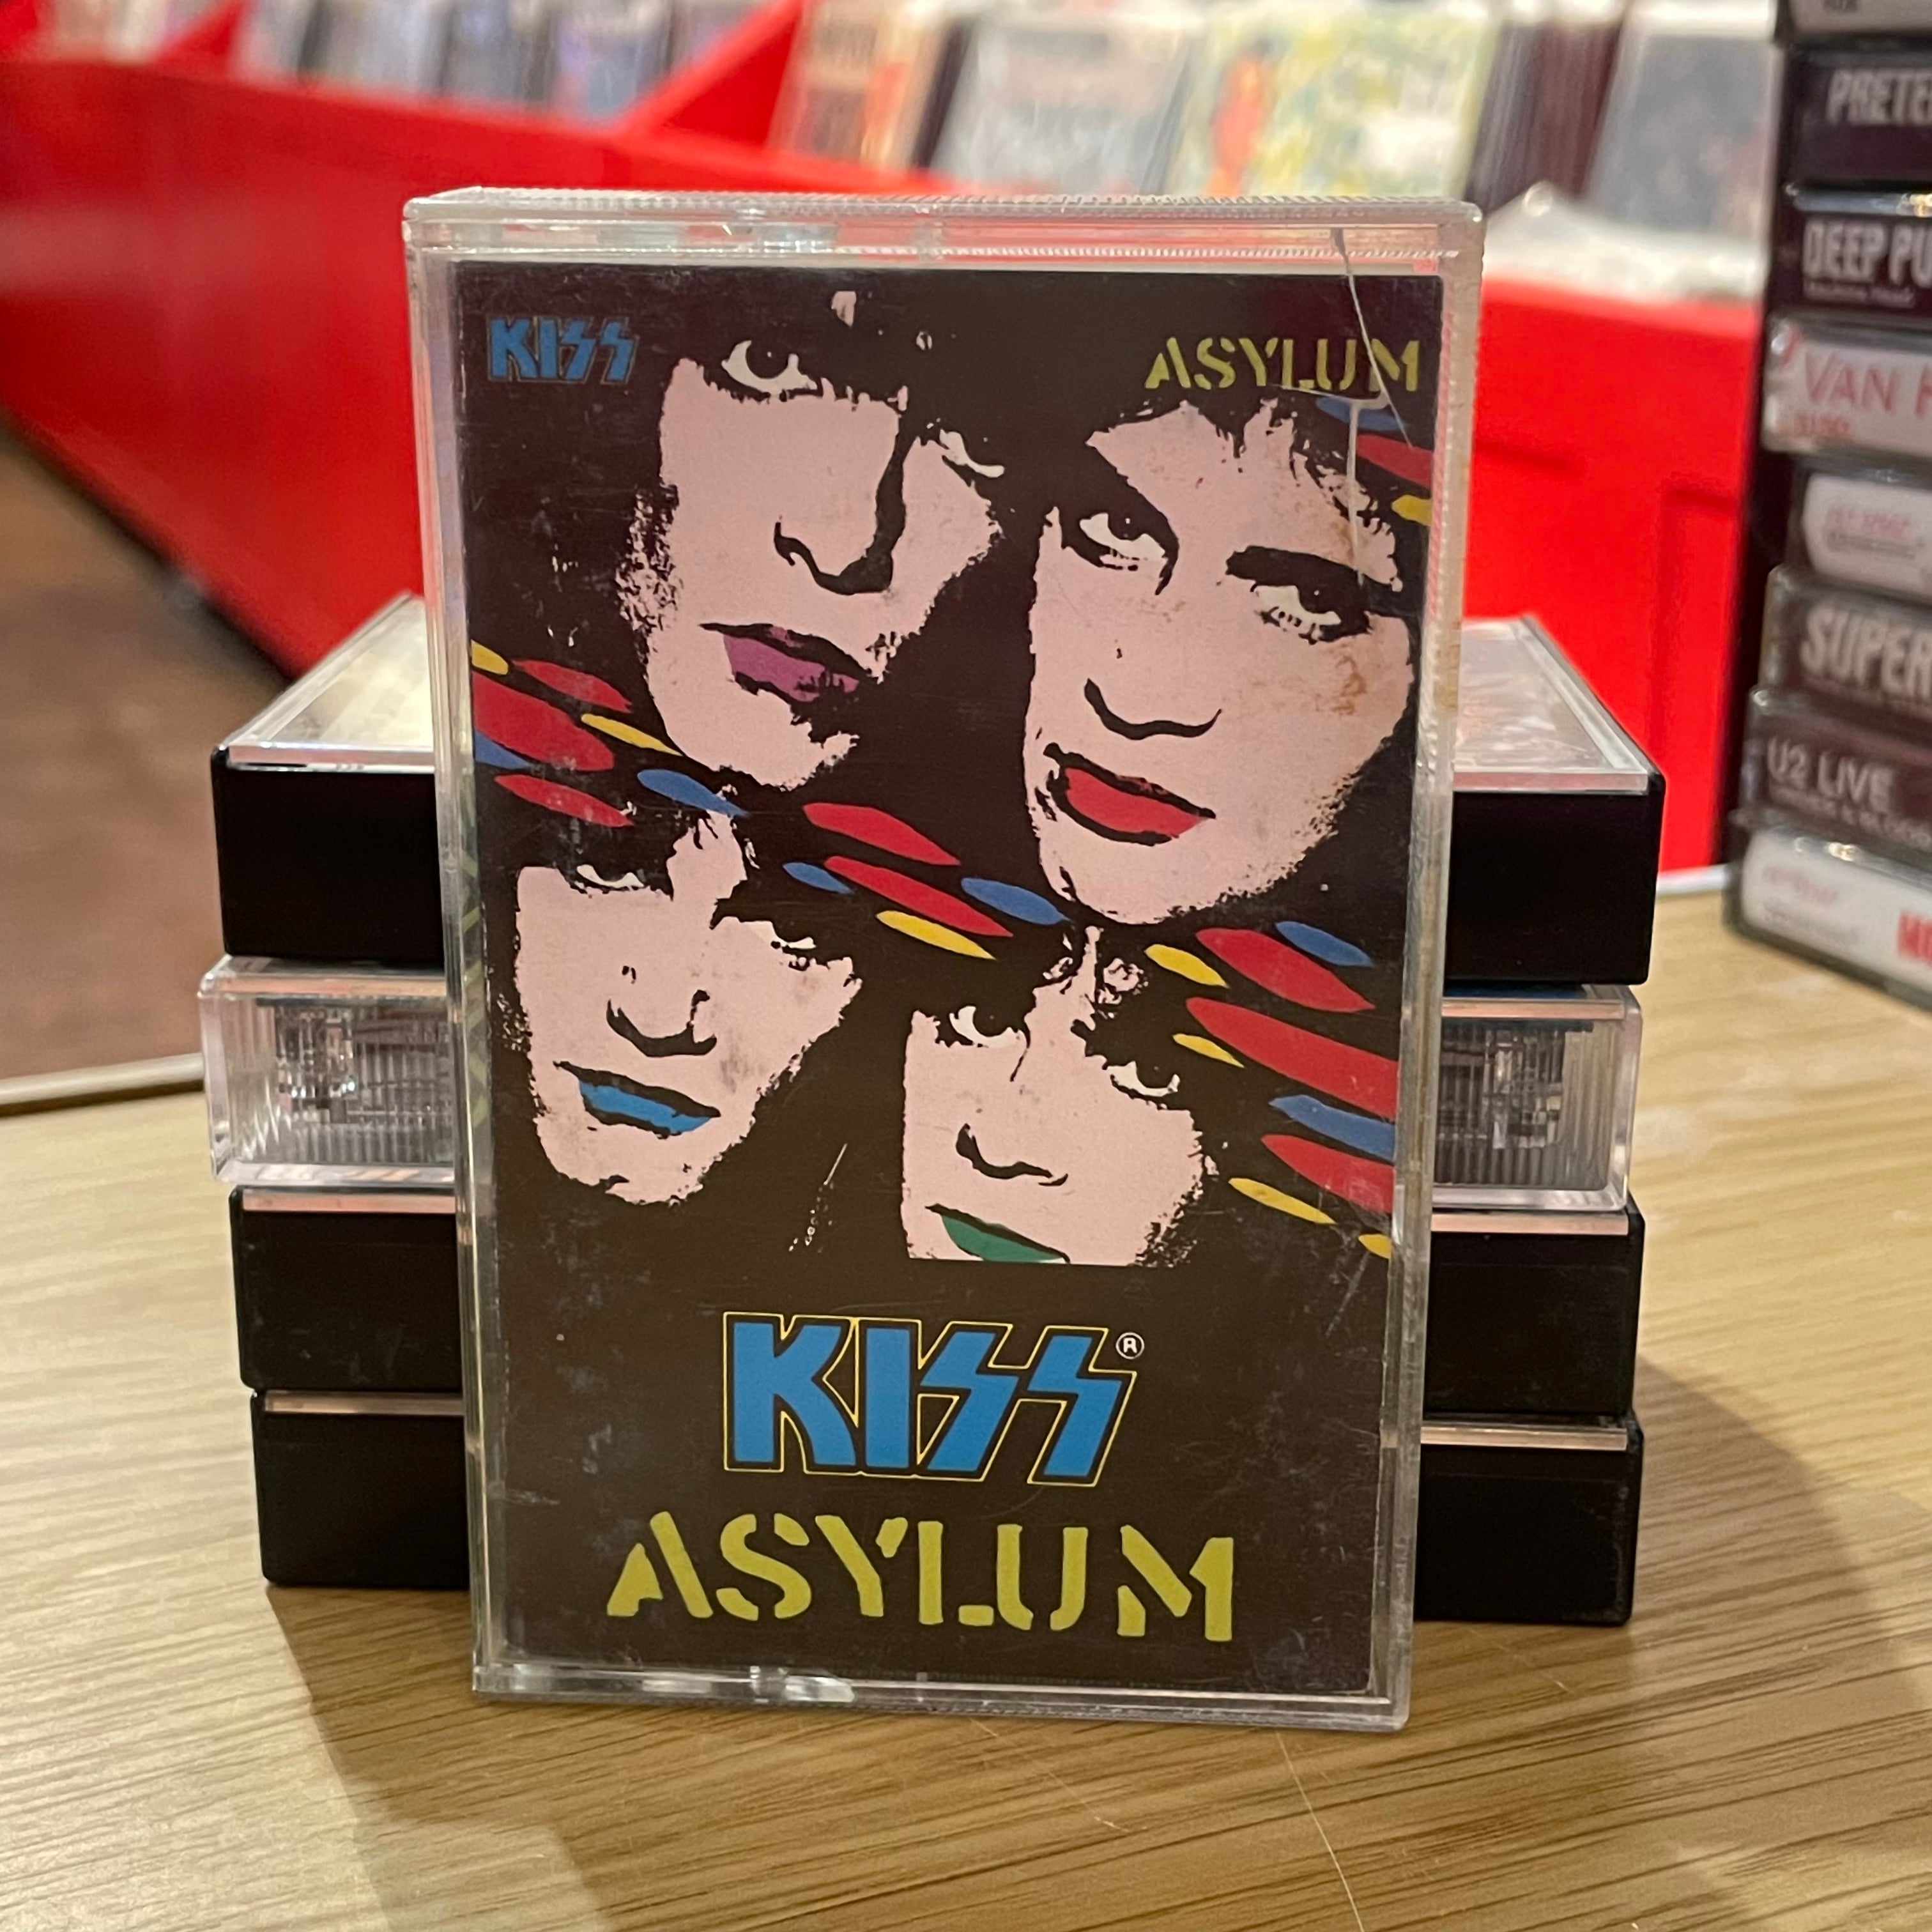 KISS
ASYLUM
KISS®
ASYLUM
PRETE
DEEP PU
VAN H
SUPER
U2 LIVE